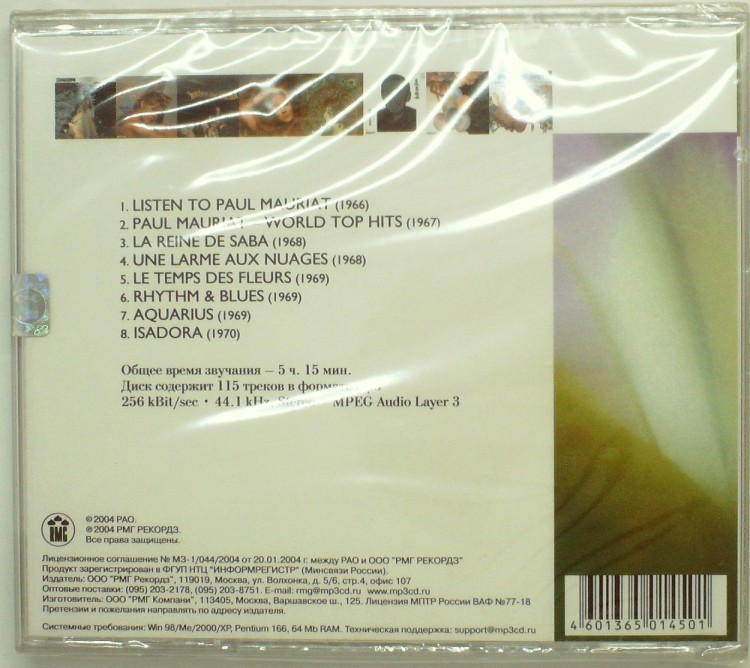 1. LISTEN TO PAUL MAURIAT (1966)
2. PAUL MAURIAT - WORLD TOP HITS (1967)
3. LA REINE DE SABA (1968)
4. UNE LARME AUX NUAGES (1968)
5. LE TEMPS DES FLEURS (1969)
6. RHYTHM & BLUES (1969)
7. AQUARIUS (1969)
8. ISADORA (1970)
Общее время звучания – 5 ч. 15 мин.
Диск содержит 115 треков в формате
256 kBit/sec • 44.1 kHz, Stereo MPEG Audio Layer 3
RMG
© 2004 РАО.
℗ 2004 РМГ РЕКОРДЗ.
Все права защищены.
Лицензионное соглашение № МЗ-1/044/2004 от 20.01.2004 г. между РАО и ООО "РМГ РЕКОРДЗ"
Продукт зарегистрирован в ФГУП НТЦ "ИНФОРМРЕГИСТР" (Минсвязи России).
Издатель: ООО "РМГ Рекордз", 119019, Москва, ул. Волхонка, д. 5/6, стр.4, офис 107
Оптовые поставки: (095) 203-2178, (095) 203-8751. E-mail: rmg@mp3cd.ru • www.mp3cd.ru
Изготовитель: ООО "РМГ Компани", 113405, Москва, Варшавское ш., 125. Лицензия МПТР России ВАФ №77-18
Претензии и пожелания направлять по адресу издателя.
Системные требования: Win 98/Me/2000/XP, Pentium 166, 64 Mb RAM. Техническая поддержка: support@mp3cd.ru
4601365014501